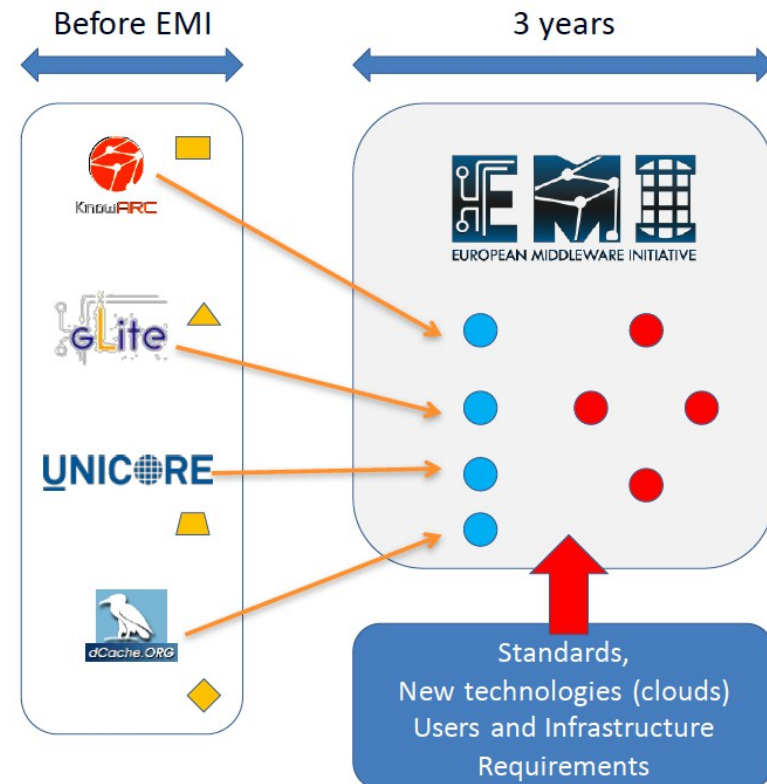 Before EMI
3 years
KnowARC
gLite
UNICORE
dCache.ORG
EMI
EUROPEAN MIDDLEWARE INITIATIVE
Standards,
New technologies (clouds)
Users and Infrastructure
Requirements